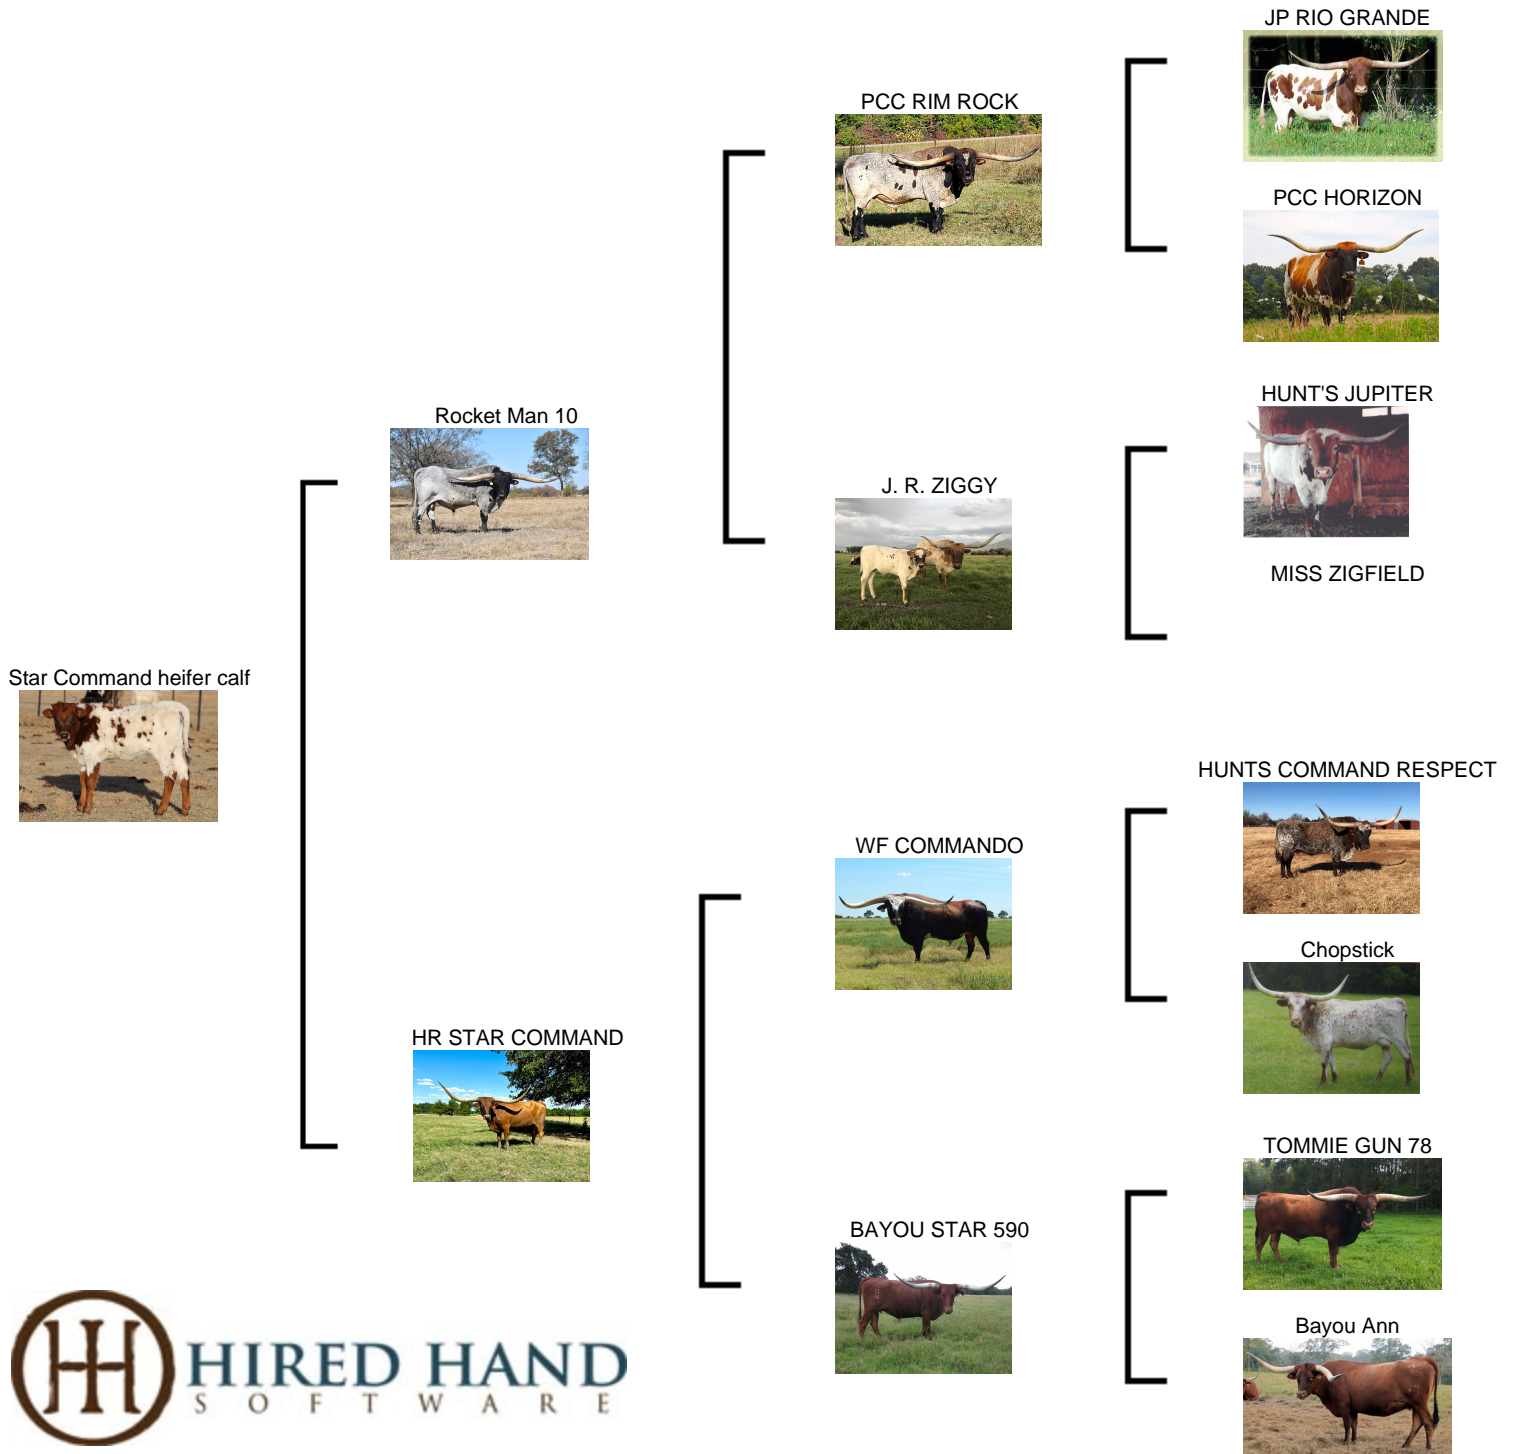 JP RIO GRANDE
PCC RIM ROCK
PCC HORIZON
Rocket Man 10
HUNT'S JUPITER
J. R. ZIGGY
MISS ZIGFIELD
Star Command heifer calf
HUNTS COMMAND RESPECT
WF COMMANDO
Chopstick
HR STAR COMMAND
TOMMIE GUN 78
BAYOU STAR 590
Bayou Ann
HIRED HAND
SOFTWARE